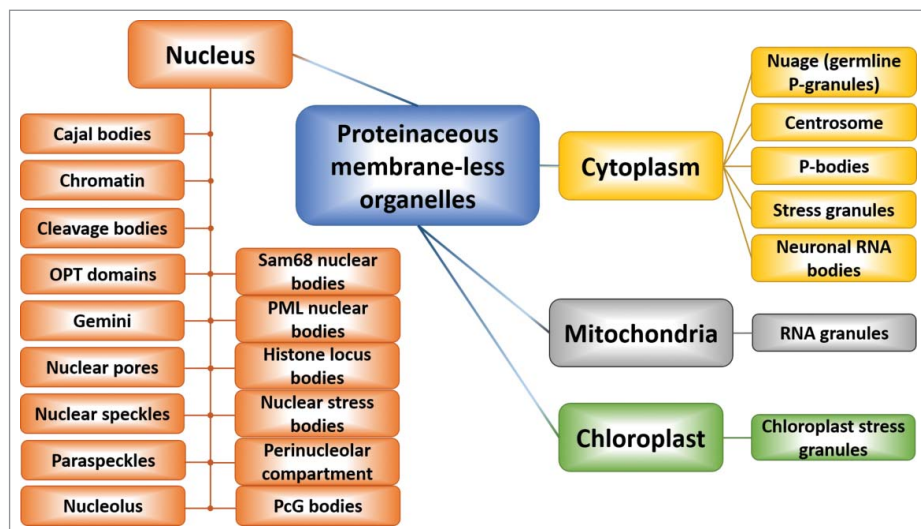 Nucleus
Cajal bodies
Chromatin
Cleavage bodies
OPT domains
Gemini
Nuclear pores
Nuclear speckles
Paraspeckles
Nucleolus
Sam68 nuclear
bodies
PML nuclear
bodies
Histone locus
bodies
Nuclear stress
bodies
Perinucleolar
compartment
PcG bodies
Proteinaceous
membrane-less
organelles
Cytoplasm
Nuage (germline
P-granules)
Centrosome
P-bodies
Stress granules
Neuronal RNA
bodies
Mitochondria
RNA granules
Chloroplast
Chloroplast stress
granules